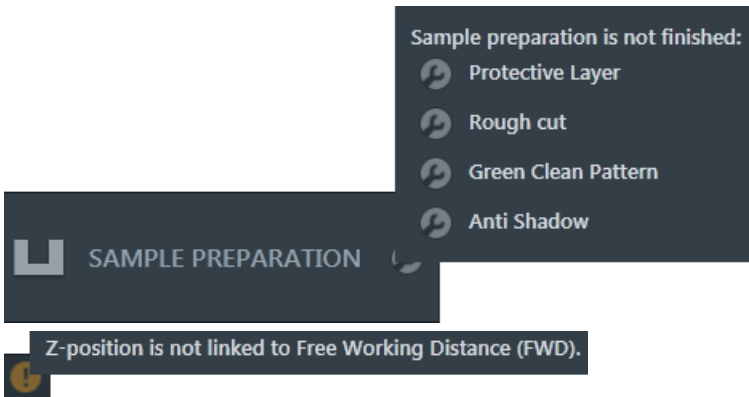 Sample preparation is not finished:
Protective Layer
Rough cut
Green Clean Pattern
Anti Shadow
SAMPLE PREPARATION
Z-position is not linked to Free Working Distance (FWD).